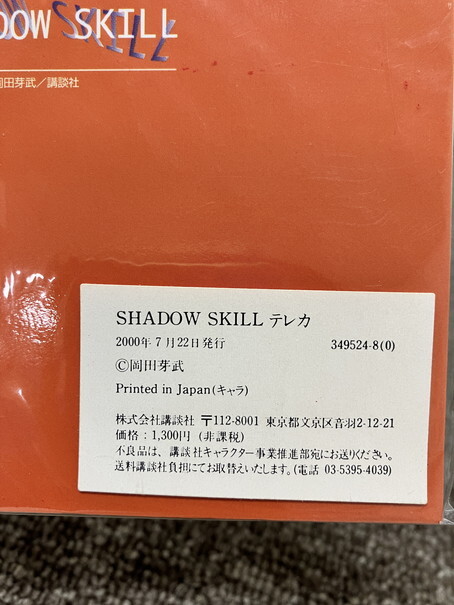 DOW SKILL
SKILL
岡田芽武／講談社
SHADOW SKILL テレカ
2000年 7月22日発行 349524-8(0)
©岡田芽武
Printed in Japan(キャラ)
株式会社講談社 〒112-8001 東京都文京区音羽2-12-21
価格：1,300円 (非課税)
不良品は、講談社キャラクター事業推進部宛にお送りください。
送料講談社負担にてお取替えいたします。(電話 03-5395-4039)